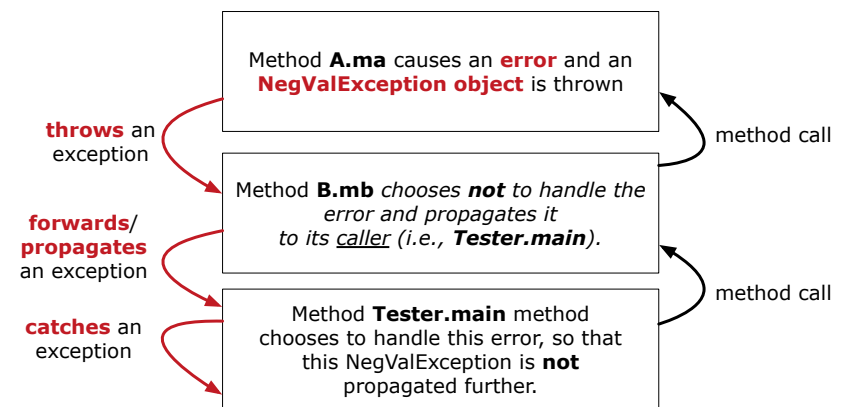 Method A.ma causes an error and an
NegValException object is thrown
throws an
exception
method call
Method B.mb chooses not to handle the
error and propagates it
to its caller (i.e., Tester.main).
forwards/
propagates
an exception
method call
Method Tester.main method
chooses to handle this error, so that
this NegValException is not
propagated further.
catches an
exception